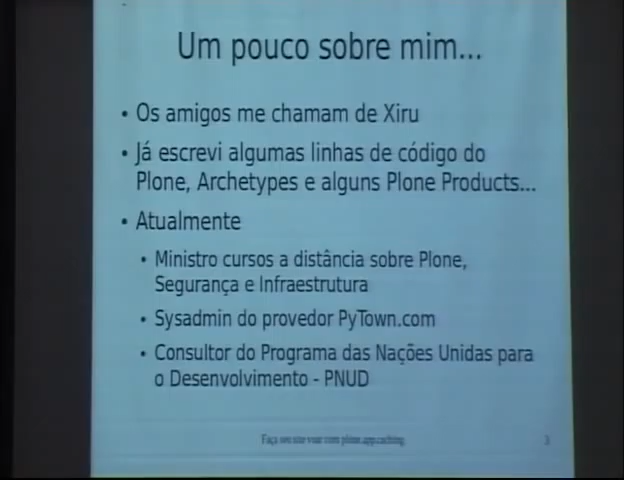 Um pouco sobre mim...
• Os amigos me chamam de Xiru
• Já escrevi algumas linhas de código do
Plone, Archetypes e alguns Plone Products...
• Atualmente
• Ministro cursos a distância sobre Plone,
Segurança e Infraestrutura
• Sysadmin do provedor PyTown.com
• Consultor do Programa das Nações Unidas para
o Desenvolvimento - PNUD
Faça seu site voar com plone.app.caching
3